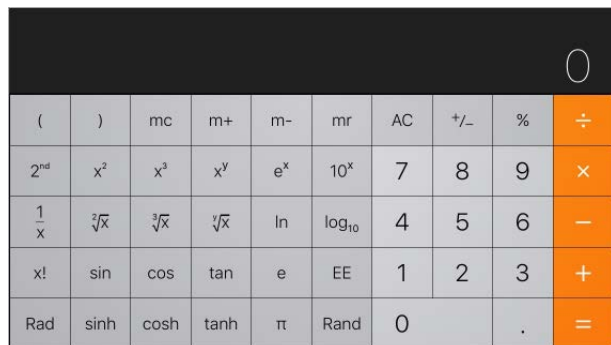 0
( ) mc m+ m- mr AC +/_ % ÷
2ⁿᵈ x² x³ xʸ eˣ 10ˣ 7 8 9 ×
1/x ²√x ³√x ʸ√x ln log₁₀ 4 5 6 −
x! sin cos tan e EE 1 2 3 +
Rad sinh cosh tanh π Rand 0 . =